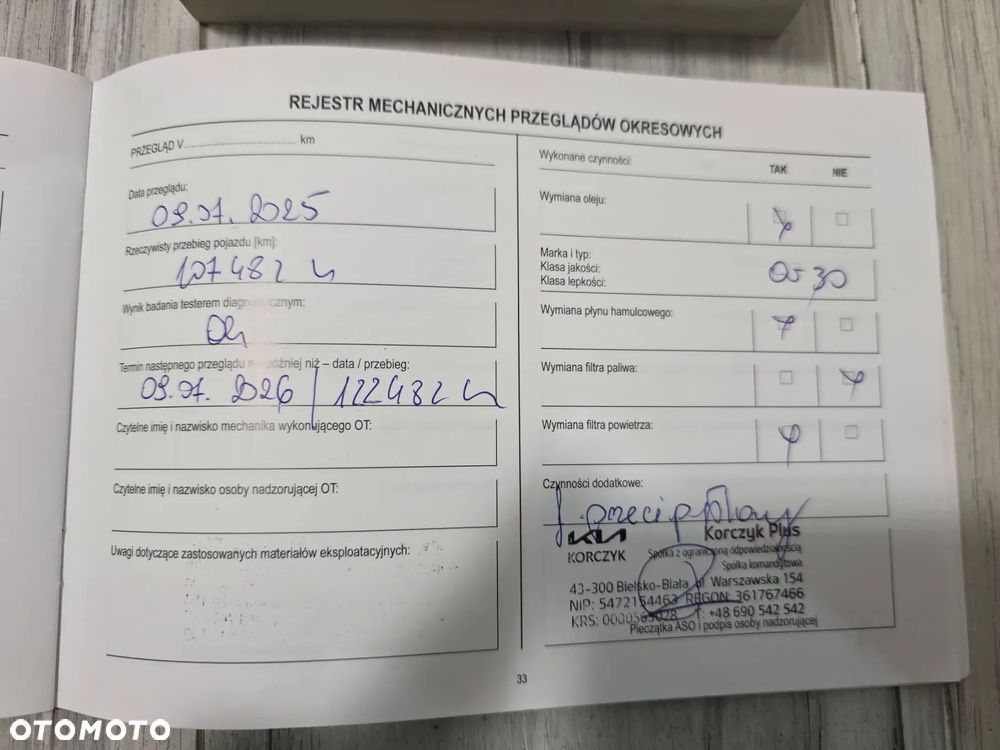 REJESTR MECHANICZNYCH PRZEGLĄDÓW OKRESOWYCH
PRZEGLĄD V...................................... km
Data przeglądu:
09.07. 2025
Rzeczywisty przebieg pojazdu [km]:
107482 h
Wynik badania testerem diagnostycznym:
Ok
Termin następnego przeglądu nie później niż – data / przebieg:
09.07. 2026 / 122482 h
Czytelne imię i nazwisko mechanika wykonującego OT:
Czytelne imię i nazwisko osoby nadzorującej OT:
Uwagi dotyczące zastosowanych materiałów eksploatacyjnych:
Wykonane czynności: TAK NIE
Wymiana oleju:
Marka i typ:
Klasa jakości:
Klasa lepkości:
0w30
Wymiana płynu hamulcowego:
Wymiana filtra paliwa:
Wymiana filtra powietrza:
Czynności dodatkowe:
f. przeciwpyłowy
KIA Korczyk Plus
KORCZYK Spółka z ograniczoną odpowiedzialnością
Spółka komandytowa
43-300 Bielsko-Biała, ul. Warszawska 154
NIP: 5472154463 REGON: 361767466
KRS: 0000565028 T: +48 690 542 542
Pieczątka ASO i podpis osoby nadzorującej
33
OTOMOTO